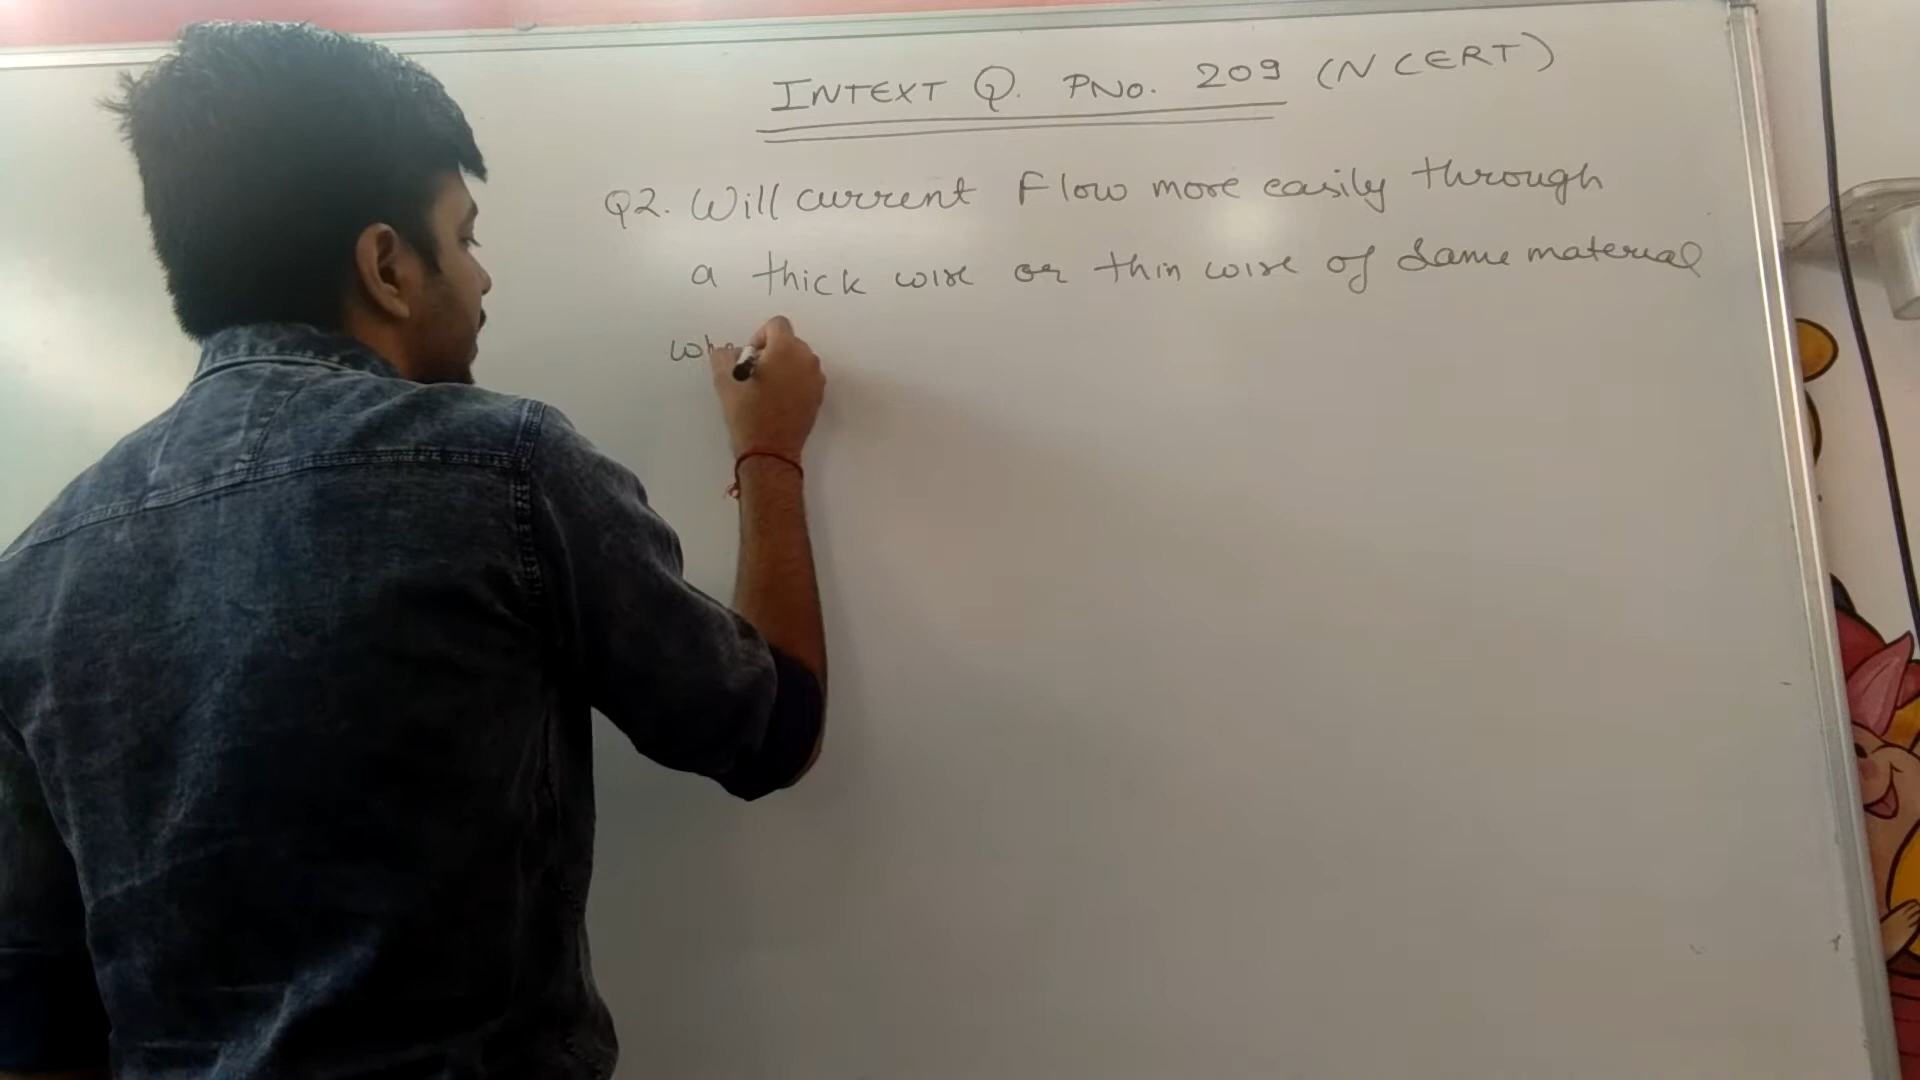 INTEXT Q. PNo. 209 (NCERT)
Q2. Will current Flow more easily through
a thick wire or thin wire of same material